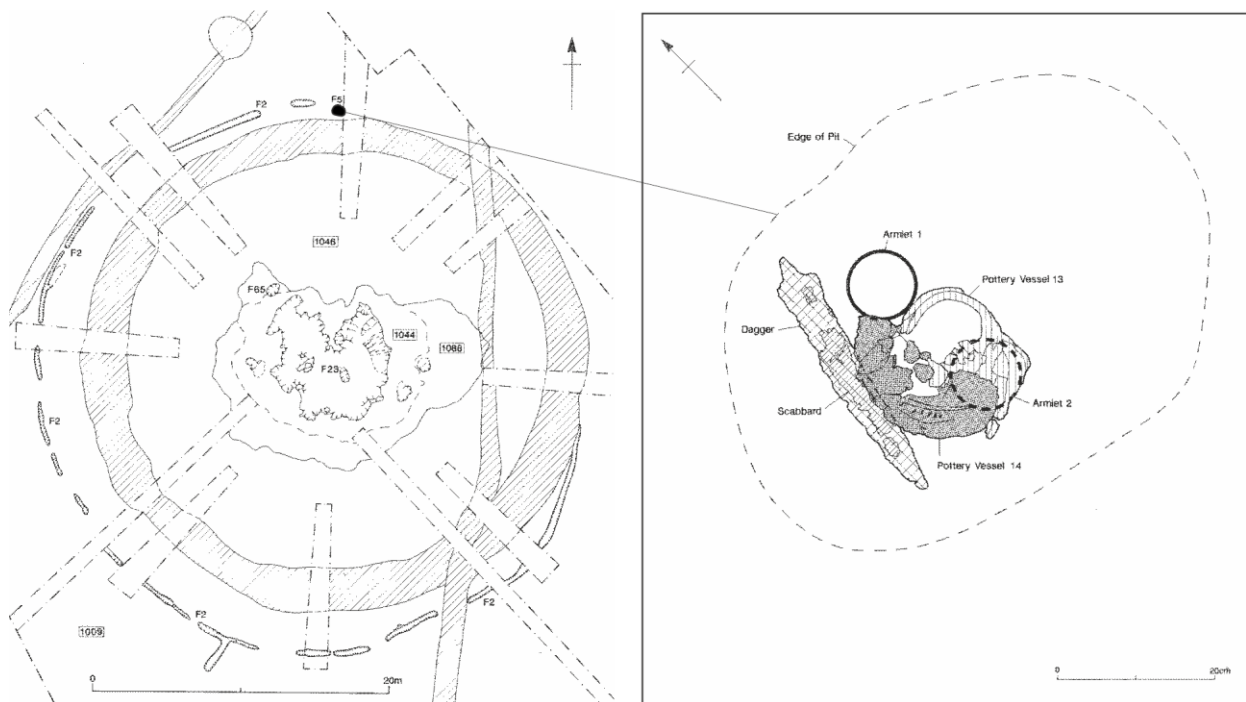 F2
F5
F2
1046
F65
1044
1088
F23
F2
F2
F2
1009
0
20m
Edge of Pit
Armlet 1
Pottery Vessel 13
Dagger
Scabbard
Armlet 2
Pottery Vessel 14
0
20cm